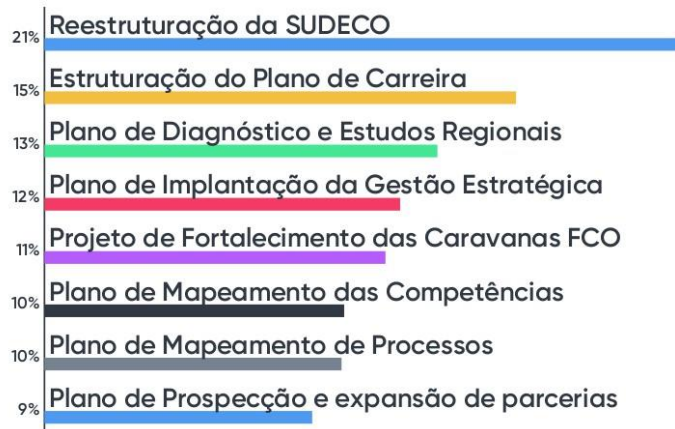 Reestruturação da SUDECO
21%
Estruturação do Plano de Carreira
15%
Plano de Diagnóstico e Estudos Regionais
13%
Plano de Implantação da Gestão Estratégica
12%
Projeto de Fortalecimento das Caravanas FCO
11%
Plano de Mapeamento das Competências
10%
Plano de Mapeamento de Processos
10%
Plano de Prospecção e expansão de parcerias
9%